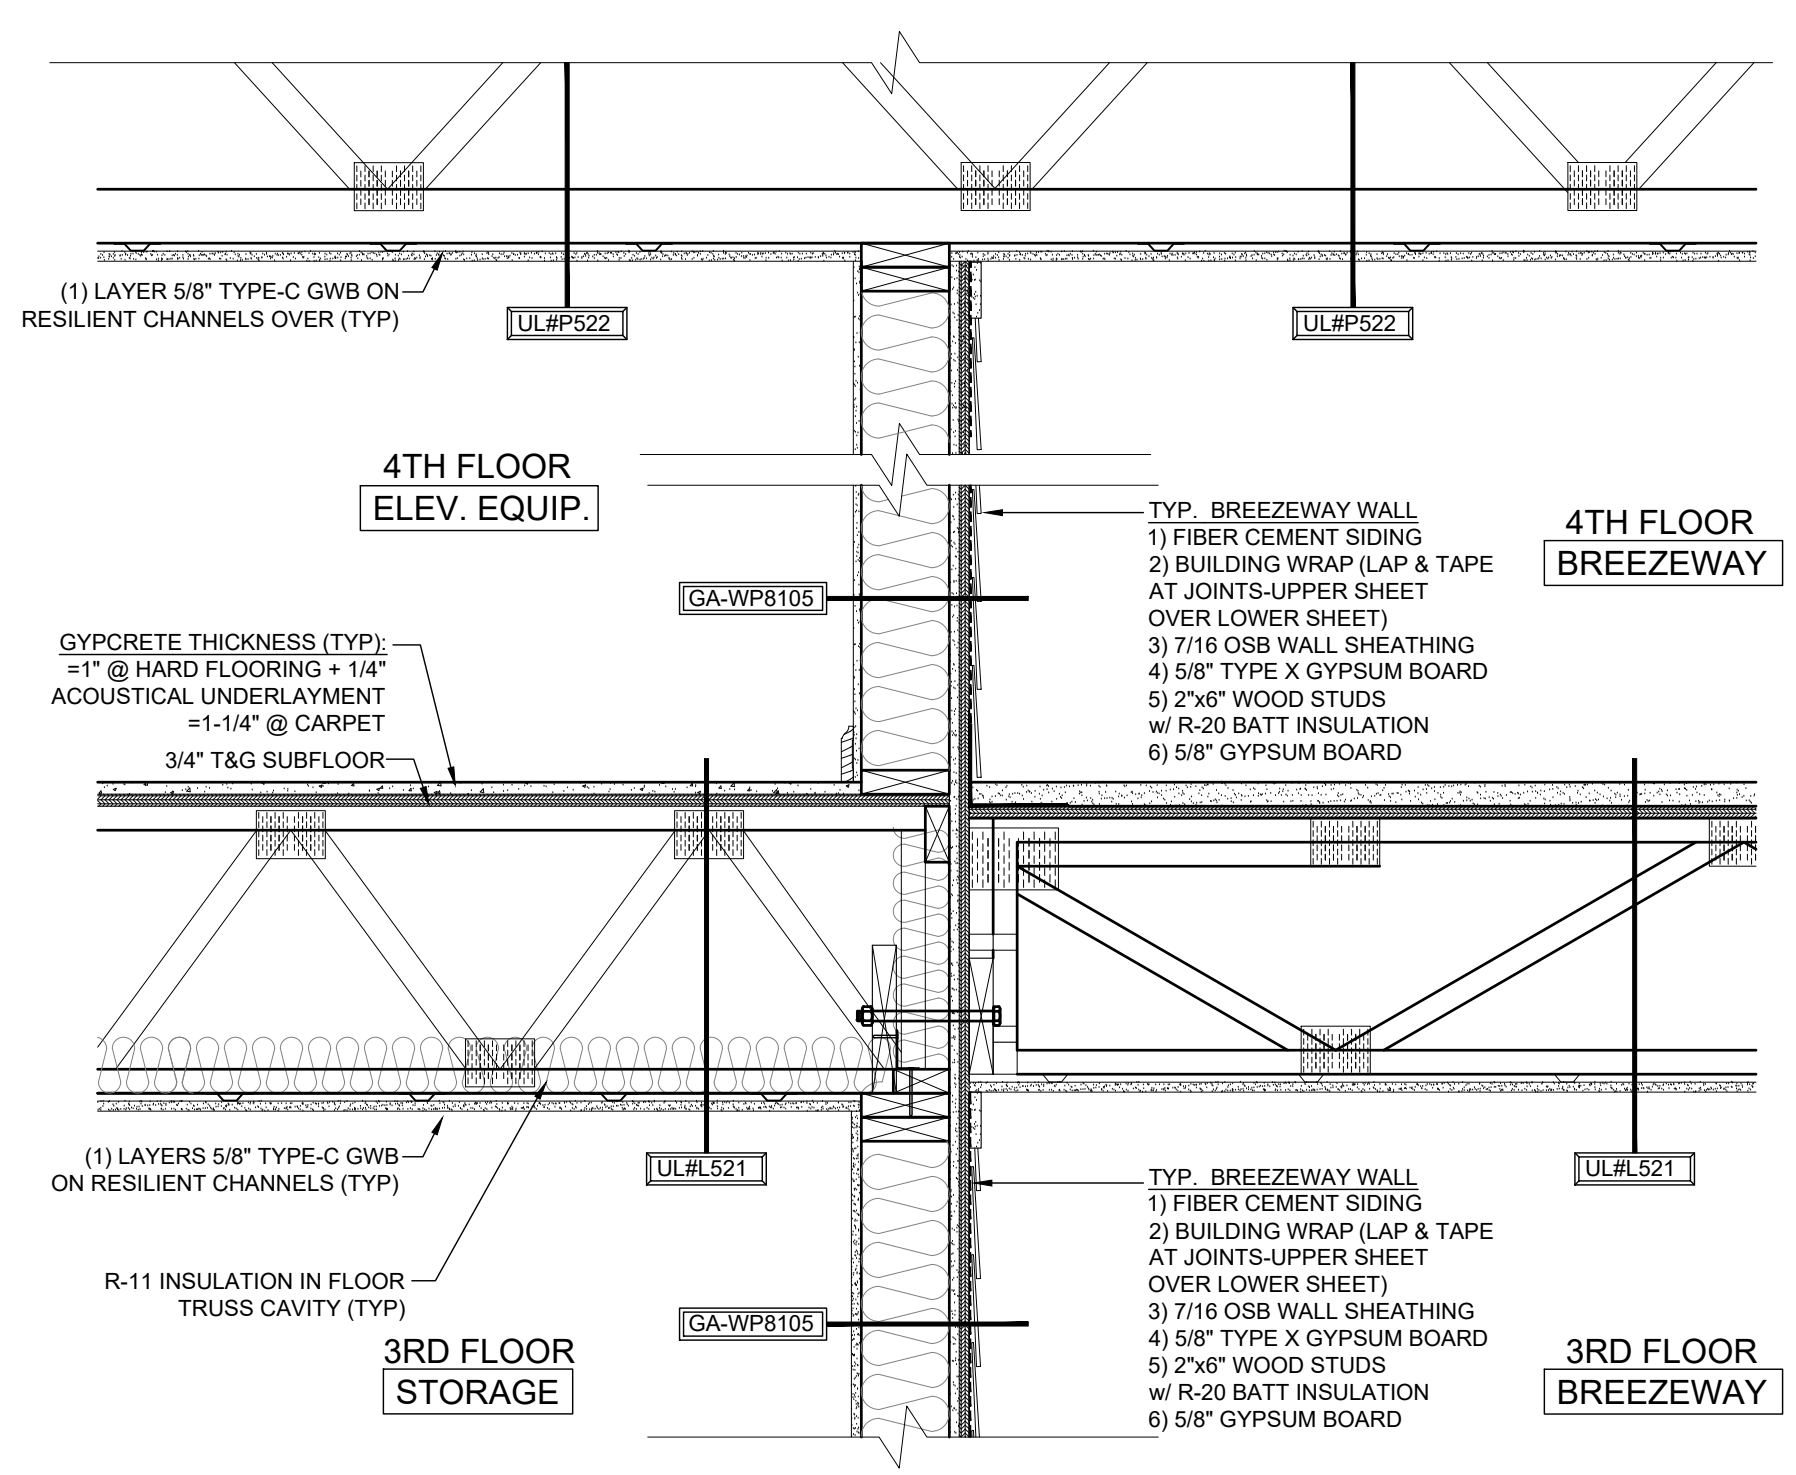 (1) LAYER 5/8" TYPE-C GWB ON
RESILIENT CHANNELS OVER (TYP)
UL#P522
UL#P522
4TH FLOOR
ELEV. EQUIP.
TYP. BREEZEWAY WALL
1) FIBER CEMENT SIDING
2) BUILDING WRAP (LAP & TAPE
AT JOINTS-UPPER SHEET
OVER LOWER SHEET)
3) 7/16 OSB WALL SHEATHING
4) 5/8" TYPE X GYPSUM BOARD
5) 2"x6" WOOD STUDS
w/ R-20 BATT INSULATION
6) 5/8" GYPSUM BOARD
4TH FLOOR
BREEZEWAY
GA-WP8105
GYPCRETE THICKNESS (TYP):
=1" @ HARD FLOORING + 1/4"
ACOUSTICAL UNDERLAYMENT
=1-1/4" @ CARPET
3/4" T&G SUBFLOOR
(1) LAYERS 5/8" TYPE-C GWB
ON RESILIENT CHANNELS (TYP)
UL#L521
UL#L521
R-11 INSULATION IN FLOOR
TRUSS CAVITY (TYP)
GA-WP8105
3RD FLOOR
STORAGE
TYP. BREEZEWAY WALL
1) FIBER CEMENT SIDING
2) BUILDING WRAP (LAP & TAPE
AT JOINTS-UPPER SHEET
OVER LOWER SHEET)
3) 7/16 OSB WALL SHEATHING
4) 5/8" TYPE X GYPSUM BOARD
5) 2"x6" WOOD STUDS
w/ R-20 BATT INSULATION
6) 5/8" GYPSUM BOARD
3RD FLOOR
BREEZEWAY